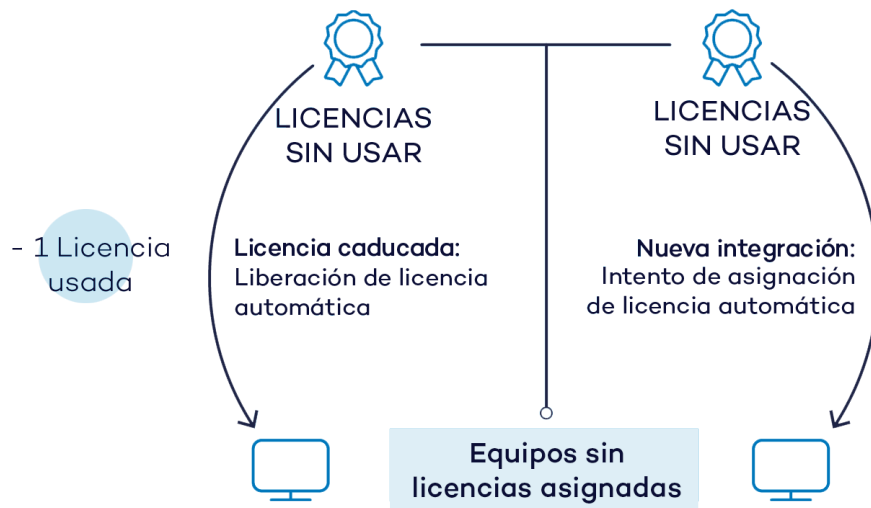 LICENCIAS
SIN USAR
LICENCIAS
SIN USAR
- 1 Licencia
usada
Licencia caducada:
Liberación de licencia
automática
Nueva integración:
Intento de asignación
de licencia automática
Equipos sin
licencias asignadas